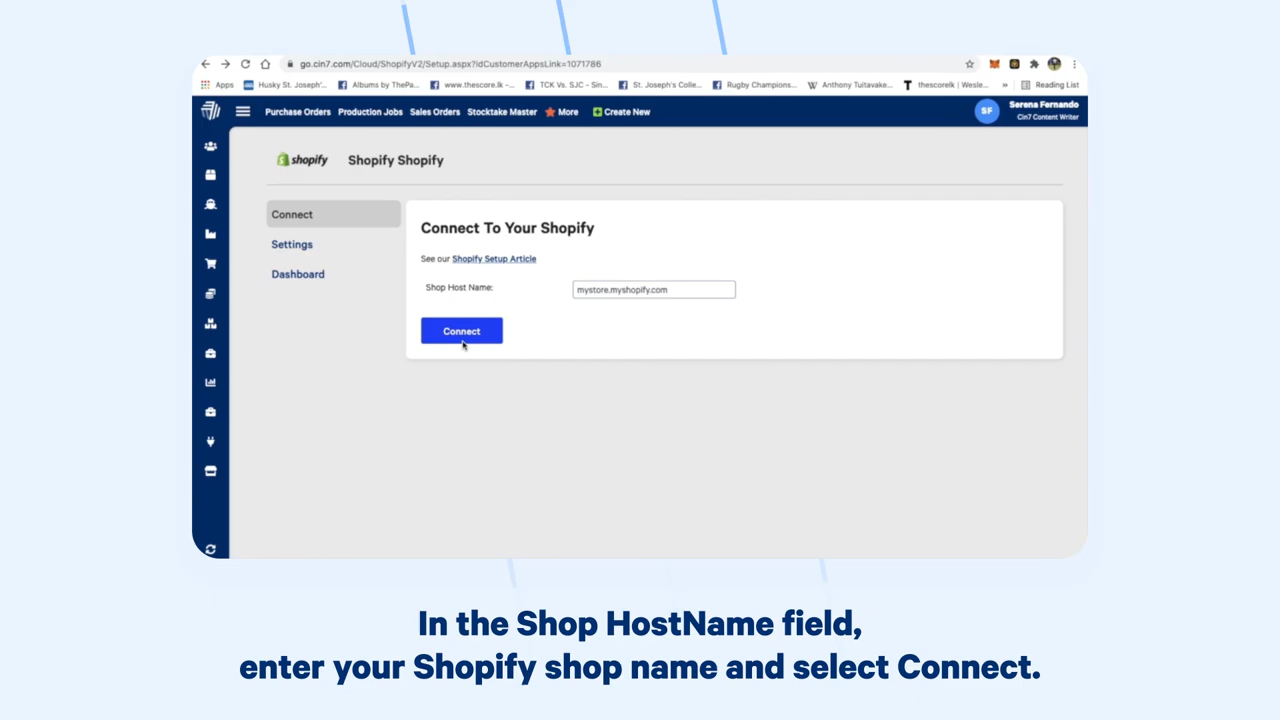 go.cin7.com/Cloud/ShopifyV2/Setup.aspx?idCustomerAppsLink=1071786
Apps Husky St. Joseph'... Albums by ThePa... www.thescore.lk -... TCK Vs. SJC - Sin... St. Joseph's Colle... Rugby Champions... Anthony Tuitavake... thescorelk | Wesle... » Reading List
Purchase Orders Production Jobs Sales Orders Stocktake Master More Create New
SF
Serena Fernando
Cin7 Content Writer
shopify Shopify Shopify
Connect
Settings
Dashboard
Connect To Your Shopify
See our Shopify Setup Article
Shop Host Name: mystore.myshopify.com
Connect
In the Shop HostName field,
enter your Shopify shop name and select Connect.